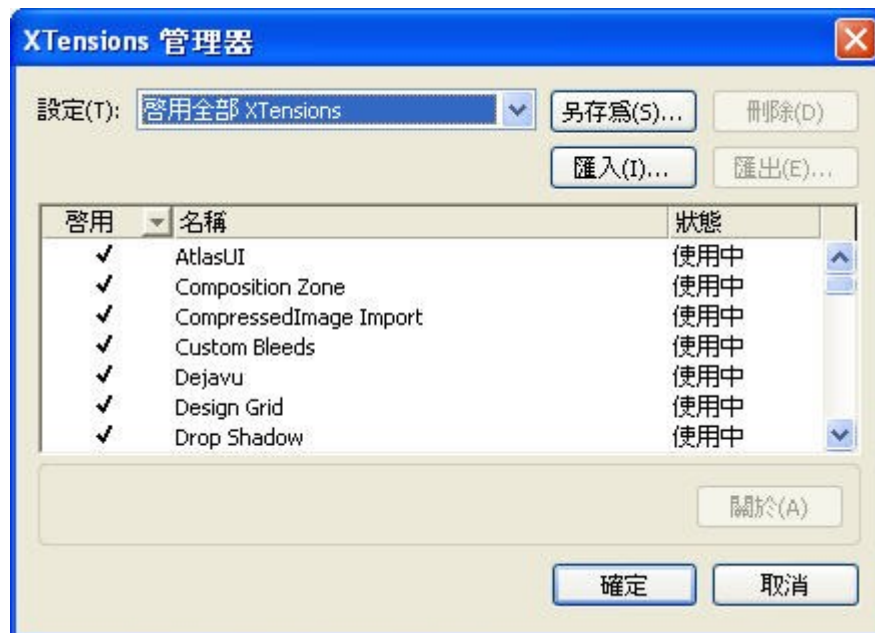 XTensions 管理器
設定(T): 啓用全部 XTensions 另存爲(S)... 刪除(D)
匯入(I)... 匯出(E)...
啓用 名稱 狀態
AtlasUI 使用中
Composition Zone 使用中
CompressedImage Import 使用中
Custom Bleeds 使用中
Dejavu 使用中
Design Grid 使用中
Drop Shadow 使用中
關於(A)
確定 取消